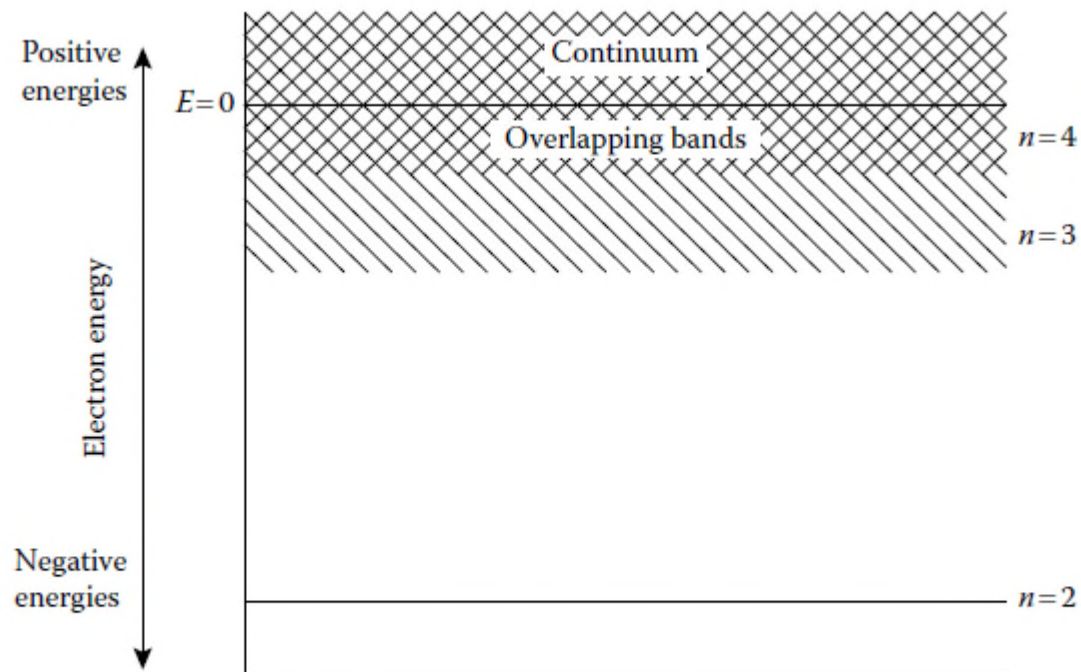 Positive
energies
E=0
Continuum
Overlapping bands
n=4
n=3
Electron energy
Negative
energies
n=2